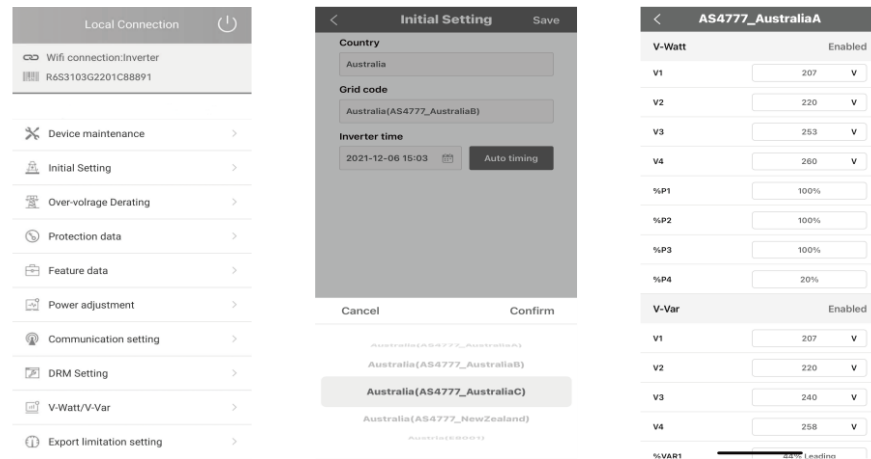 Local Connection
Wifi connection:Inverter
R6S3103G2201C88891
Device maintenance
Initial Setting
Over-volrage Derating
Protection data
Feature data
Power adjustment
Communication setting
DRM Setting
V-Watt/V-Var
Export limitation setting
Initial Setting Save
Country
Australia
Grid code
Australia(AS4777_AustraliaB)
Inverter time
2021-12-06 15:03 Auto timing
Cancel Confirm
Australia(AS4777_AustraliaA)
Australia(AS4777_AustraliaB)
Australia(AS4777_AustraliaC)
Australia(AS4777_NewZealand)
Austria(E8001)
AS4777_AustraliaA
V-Watt Enabled
V1 207 V
V2 220 V
V3 253 V
V4 260 V
%P1 100%
%P2 100%
%P3 100%
%P4 20%
V-Var Enabled
V1 207 V
V2 220 V
V3 240 V
V4 258 V
%VAR1 44% Leading